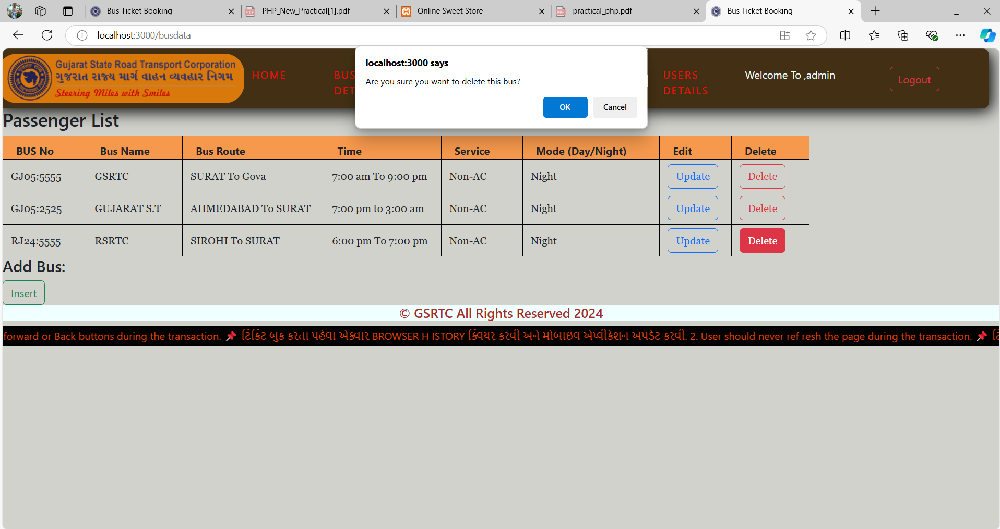 Bus Ticket Booking
PHP_New_Practical[1].pdf
Online Sweet Store
practical_php.pdf
Bus Ticket Booking
localhost:3000/busdata
localhost:3000 says
Are you sure you want to delete this bus?
OK Cancel
Gujarat State Road Transport Corporation
ગુજરાત રાજ્ય માર્ગ વાહન વ્યવહાર નિગમ
Steering Miles with Smiles
HOME
BUS
DET
USERS
DETAILS
Welcome To ,admin
Logout
Passenger List
BUS No Bus Name Bus Route Time Service Mode (Day/Night) Edit Delete
GJ05:5555 GSRTC SURAT To Gova 7:00 am To 9:00 pm Non-AC Night Update Delete
GJ05:2525 GUJARAT S.T AHMEDABAD To SURAT 7:00 pm to 3:00 am Non-AC Night Update Delete
RJ24:5555 RSRTC SIROHI To SURAT 6:00 pm To 7:00 pm Non-AC Night Update Delete
Add Bus:
Insert
© GSRTC All Rights Reserved 2024
forward or Back buttons during the transaction. 📌 ટિકિટ બુક કરતા પહેલા એકવાર BROWSER H ISTORY ક્લિયર કરવી અને મોબાઇલ એપ્લીકેશન અપડેટ કરવી. 2. User should never ref resh the page during the transaction. 📌